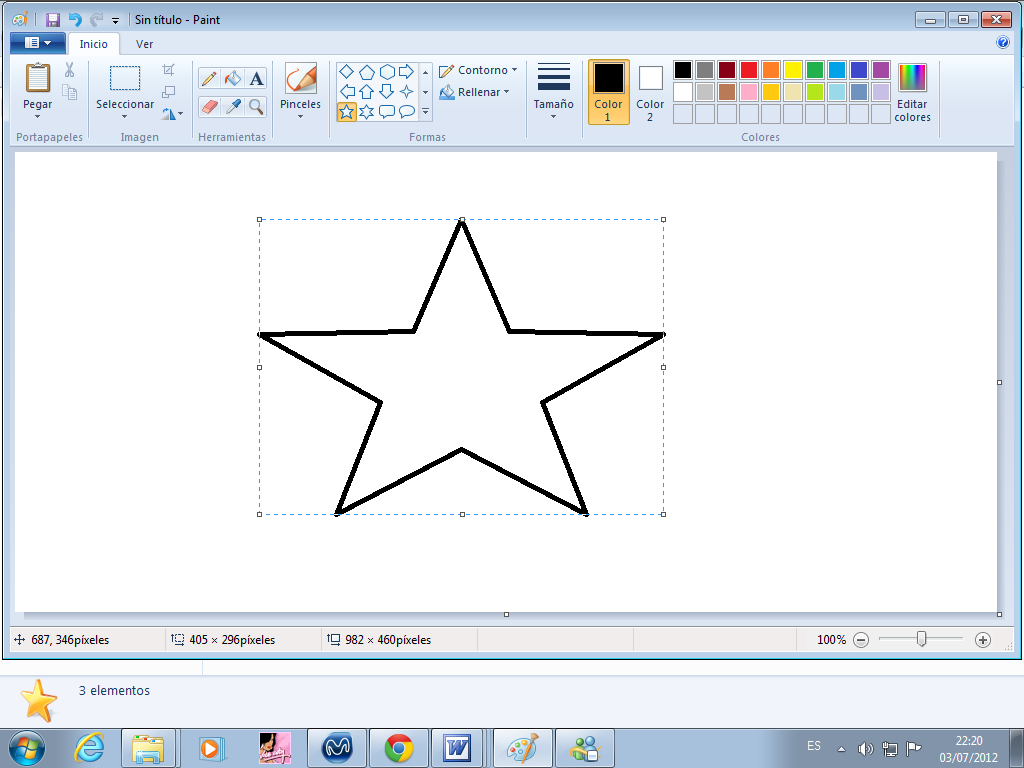 Sin título - Paint
Inicio Ver
Pegar
Seleccionar
Pinceles
Contorno
Rellenar
Tamaño
Color 1
Color 2
Editar colores
Portapapeles Imagen Herramientas Formas Colores
687, 346píxeles 405 × 296píxeles 982 × 460píxeles 100%
3 elementos
ES 22:20
03/07/2012